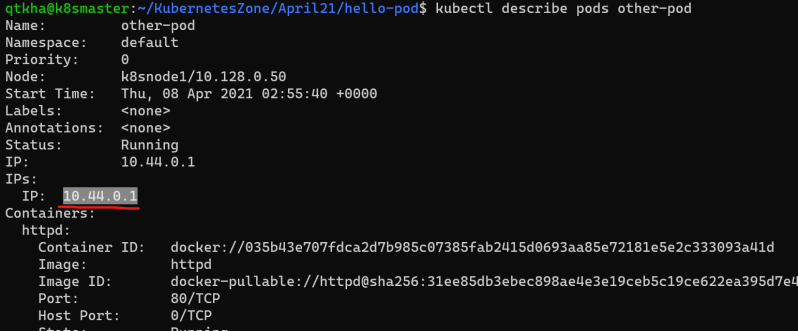 qtkha@k8smaster:~/KubernetesZone/April21/hello-pod$ kubectl describe pods other-pod
Name:         other-pod
Namespace:    default
Priority:     0
Node:         k8snode1/10.128.0.50
Start Time:   Thu, 08 Apr 2021 02:55:40 +0000
Labels:       <none>
Annotations:  <none>
Status:       Running
IP:           10.44.0.1
IPs:
  IP:  10.44.0.1
Containers:
  httpd:
    Container ID:   docker://035b43e707fdca2d7b985c07385fab2415d0693aa85e72181e5e2c333093a41d
    Image:          httpd
    Image ID:       docker-pullable://httpd@sha256:31ee85db3ebec898ae4e3e19ceb5c19ce622ea395d7e4
    Port:           80/TCP
    Host Port:      0/TCP
    State:          Running